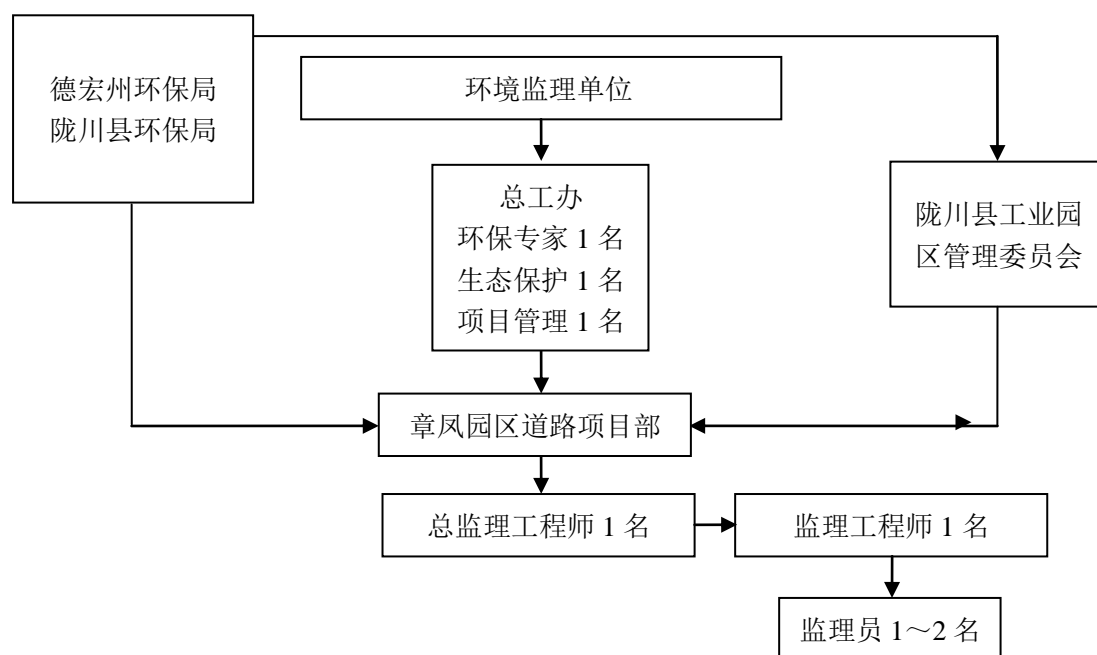 德宏州环保局
陇川县环保局
环境监理单位
总工办
环保专家 1 名
生态保护 1 名
项目管理 1 名
陇川县工业园
区管理委员会
章凤园区道路项目部
总监理工程师 1 名
监理工程师 1 名
监理员 1～2 名